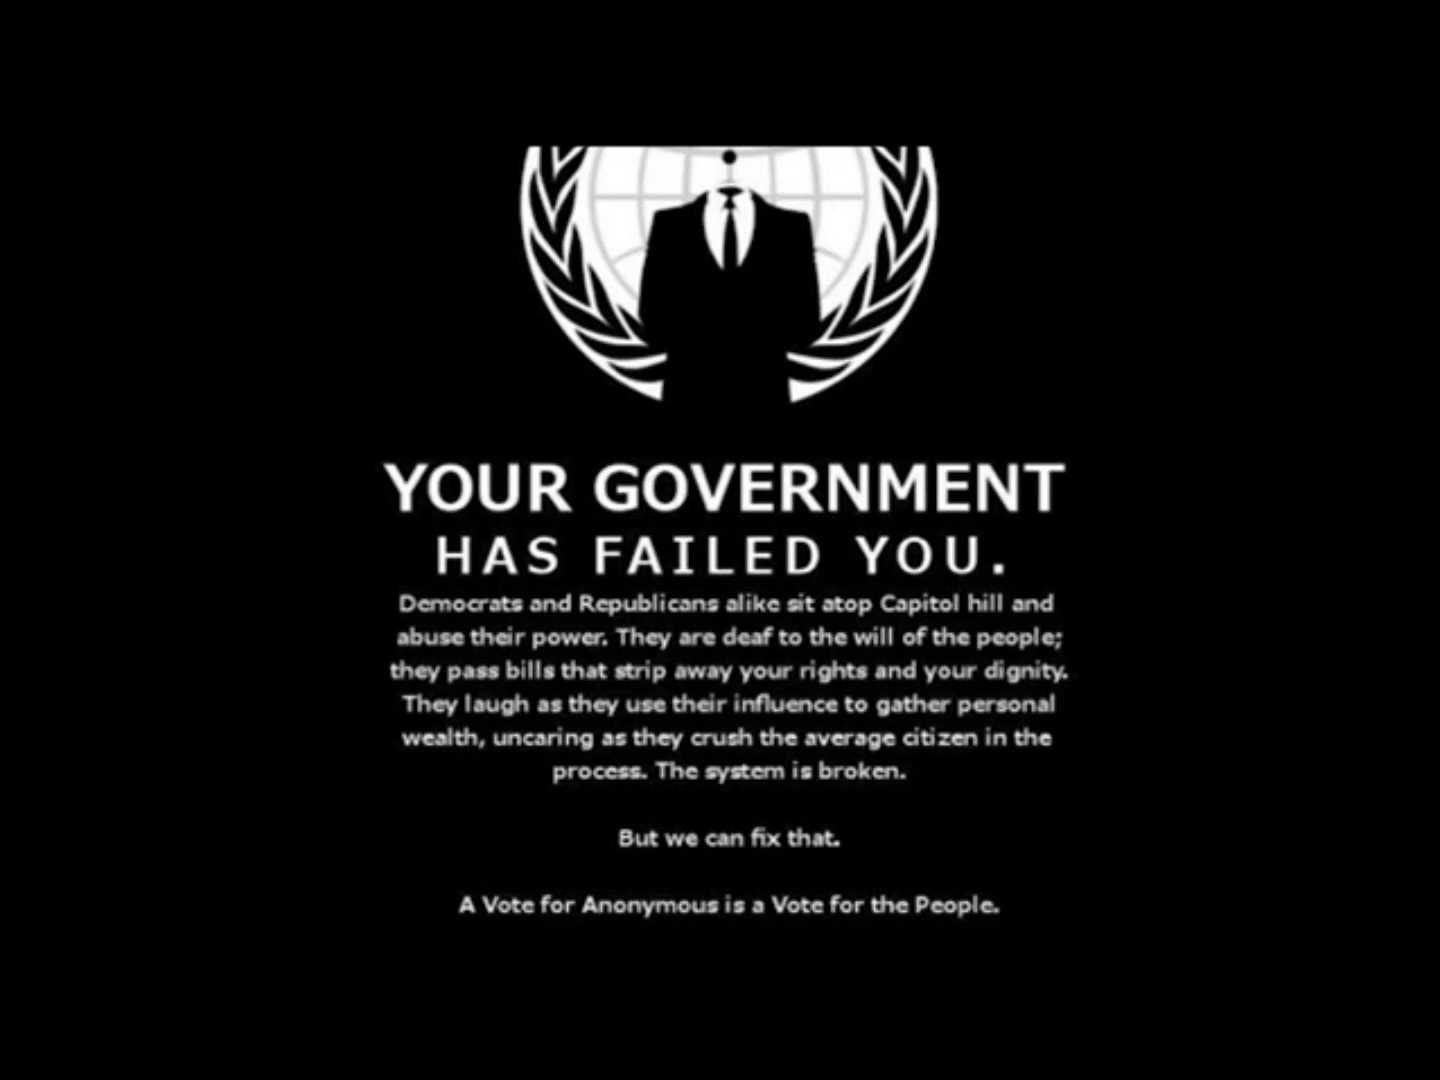 YOUR GOVERNMENT
HAS FAILED YOU.
Democrats and Republicans alike sit atop Capitol hill and
abuse their power. They are deaf to the will of the people;
they pass bills that strip away your rights and your dignity.
They laugh as they use their influence to gather personal
wealth, uncaring as they crush the average citizen in the
process. The system is broken.
But we can fix that.
A Vote for Anonymous is a Vote for the People.